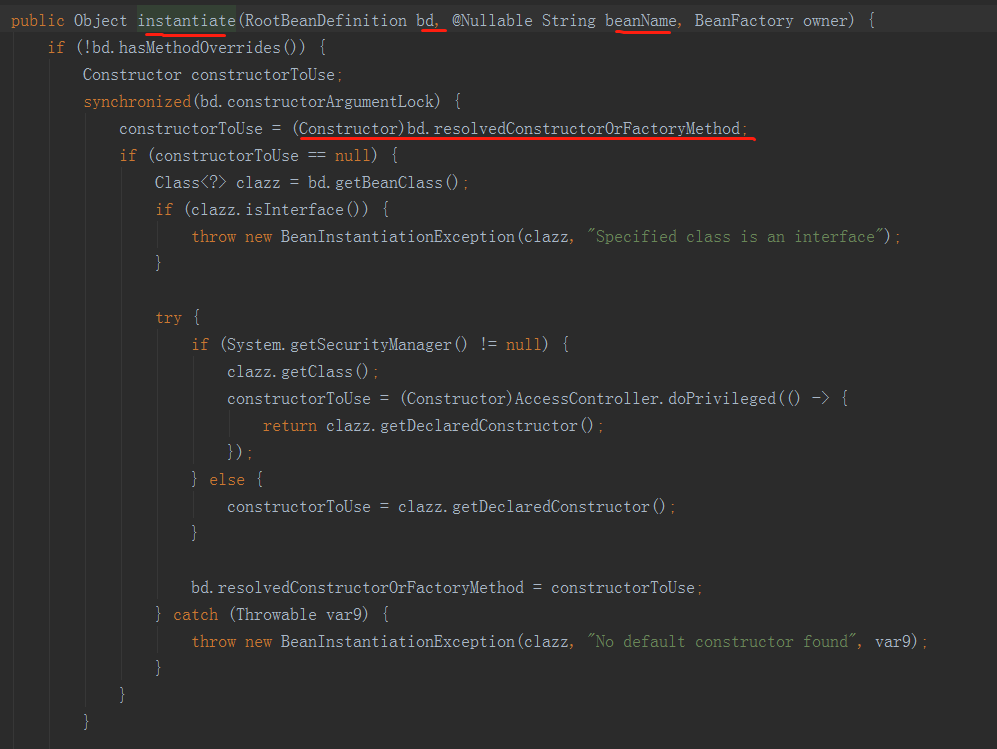 public Object instantiate(RootBeanDefinition bd, @Nullable String beanName, BeanFactory owner) {
if (!bd.hasMethodOverrides()) {
Constructor constructorToUse;
synchronized(bd.constructorArgumentLock) {
constructorToUse = (Constructor)bd.resolvedConstructorOrFactoryMethod;
if (constructorToUse == null) {
Class<?> clazz = bd.getBeanClass();
if (clazz.isInterface()) {
throw new BeanInstantiationException(clazz, "Specified class is an interface");
}
try {
if (System.getSecurityManager() != null) {
clazz.getClass();
constructorToUse = (Constructor)AccessController.doPrivileged(() -> {
return clazz.getDeclaredConstructor();
});
} else {
constructorToUse = clazz.getDeclaredConstructor();
}
bd.resolvedConstructorOrFactoryMethod = constructorToUse;
} catch (Throwable var9) {
throw new BeanInstantiationException(clazz, "No default constructor found", var9);
}
}
}